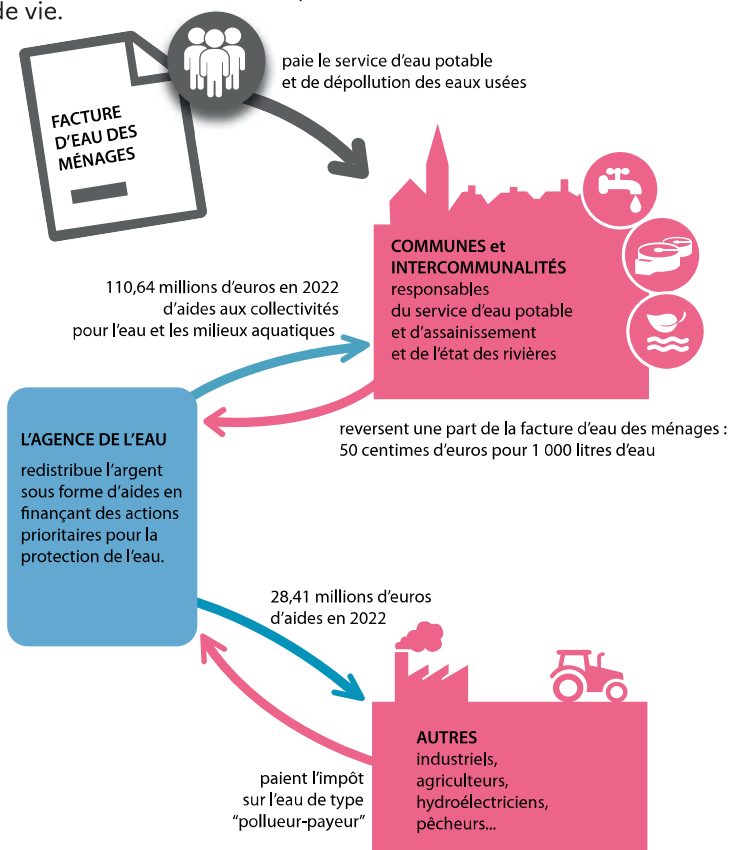 de vie.
paie le service d'eau potable
et de dépollution des eaux usées
FACTURE
D'EAU DES
MÉNAGES
COMMUNES et
INTERCOMMUNALITÉS
responsables
du service d'eau potable
et d'assainissement
et de l'état des rivières
110,64 millions d'euros en 2022
d'aides aux collectivités
pour l'eau et les milieux aquatiques
reversent une part de la facture d'eau des ménages :
50 centimes d'euros pour 1 000 litres d'eau
L'AGENCE DE L'EAU
redistribue l'argent
sous forme d'aides en
finançant des actions
prioritaires pour la
protection de l'eau.
28,41 millions d'euros
d'aides en 2022
AUTRES
industriels,
agriculteurs,
hydroélectriciens,
pêcheurs...
paient l'impôt
sur l'eau de type
"pollueur-payeur"